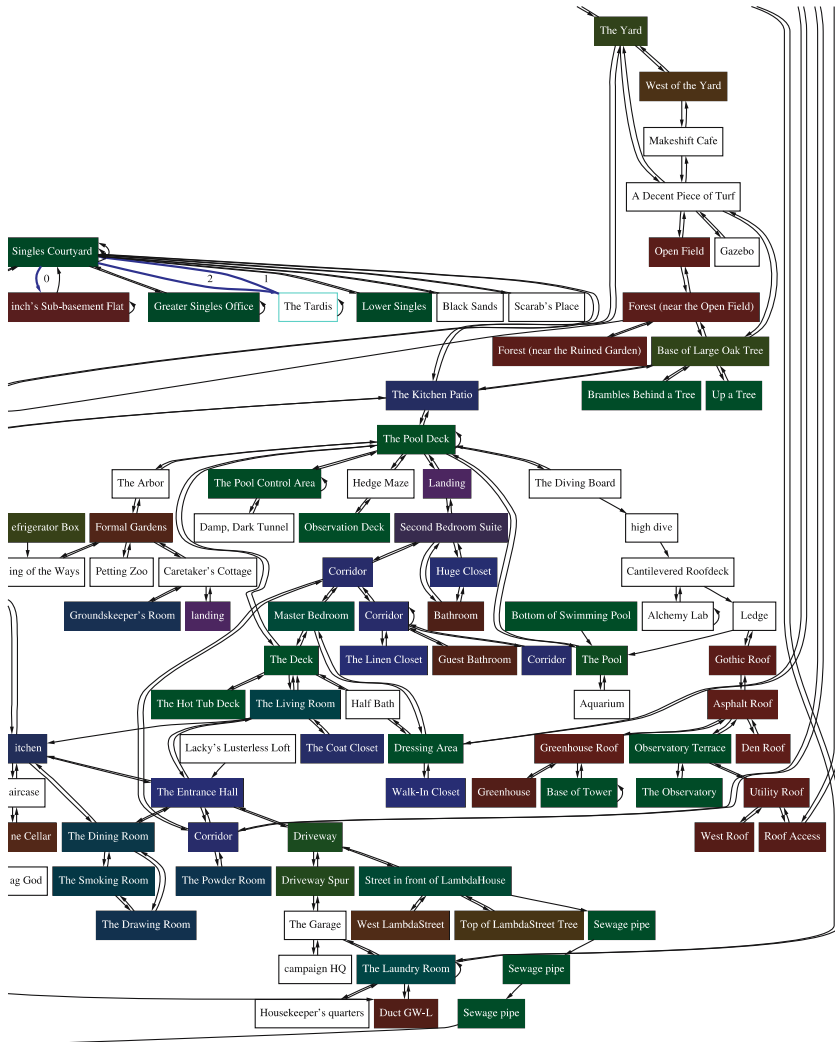 The Yard
West of the Yard
Makeshift Cafe
A Decent Piece of Turf
Singles Courtyard
Open Field
Gazebo
0
2
1
inch's Sub-basement Flat
Greater Singles Office
The Tardis
Lower Singles
Black Sands
Scarab's Place
Forest (near the Open Field)
Forest (near the Ruined Garden)
Base of Large Oak Tree
The Kitchen Patio
Brambles Behind a Tree
Up a Tree
The Pool Deck
The Arbor
The Pool Control Area
Hedge Maze
Landing
The Diving Board
efrigerator Box
Formal Gardens
Damp, Dark Tunnel
Observation Deck
Second Bedroom Suite
high dive
ing of the Ways
Petting Zoo
Caretaker's Cottage
Corridor
Huge Closet
Cantilevered Roofdeck
Groundskeeper's Room
landing
Master Bedroom
Corridor
Bathroom
Bottom of Swimming Pool
Alchemy Lab
Ledge
The Deck
The Linen Closet
Guest Bathroom
Corridor
The Pool
Gothic Roof
The Hot Tub Deck
The Living Room
Half Bath
Aquarium
Asphalt Roof
itchen
Lacky's Lusterless Loft
The Coat Closet
Dressing Area
Greenhouse Roof
Observatory Terrace
Den Roof
aircase
The Entrance Hall
Walk-In Closet
Greenhouse
Base of Tower
The Observatory
Utility Roof
ne Cellar
The Dining Room
Corridor
Driveway
West Roof
Roof Access
ag God
The Smoking Room
The Powder Room
Driveway Spur
Street in front of LambdaHouse
The Drawing Room
The Garage
West LambdaStreet
Top of LambdaStreet Tree
Sewage pipe
campaign HQ
The Laundry Room
Sewage pipe
Housekeeper's quarters
Duct GW-L
Sewage pipe